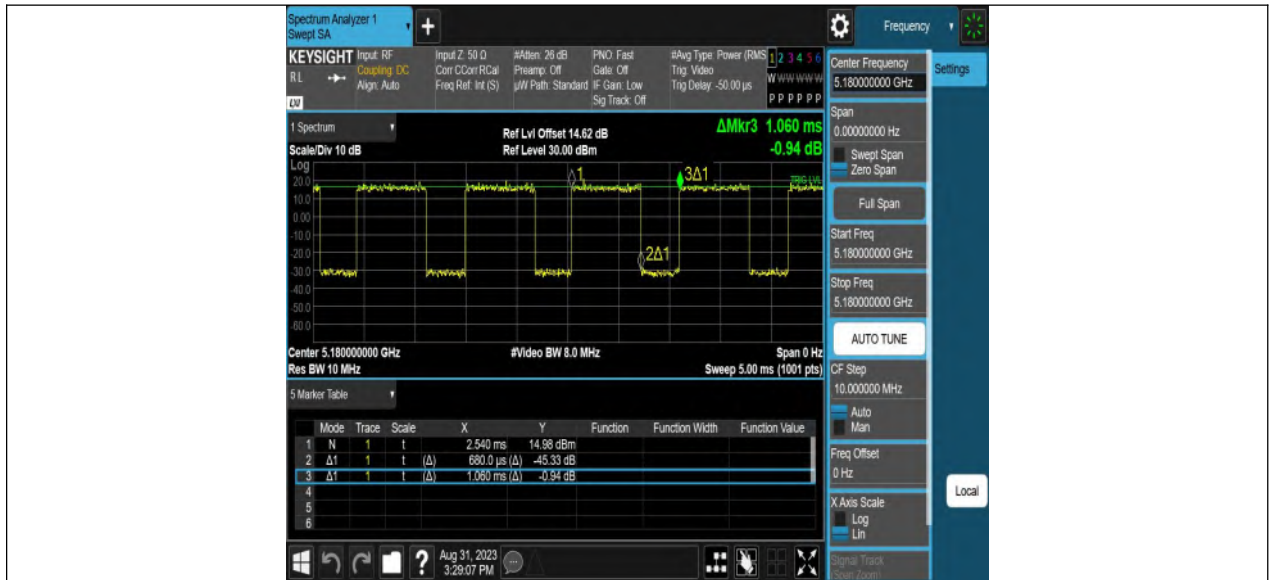 Spectrum Analyzer 1
Swept SA
+
Frequency
KEYSIGHT Input: RF
RL
Coupling: DC
Align: Auto
LXI
Input Z: 50 Ω
Corr CCorr RCal
Freq Ref: Int (S)
#Atten: 26 dB
Preamp: Off
µW Path: Standard
PNO: Fast
Gate: Off
IF Gain: Low
Sig Track: Off
#Avg Type: Power (RMS
Trig: Video
Trig Delay: -50.00 µs
1 2 3 4 5 6
W W W W W W
P P P P P P
Center Frequency
5.180000000 GHz
Settings
1 Spectrum
Scale/Div 10 dB
Ref Lvl Offset 14.62 dB
Ref Level 30.00 dBm
ΔMkr3 1.060 ms
-0.94 dB
Log
20.0
10.0
0.00
-10.0
-20.0
-30.0
-40.0
-50.0
-60.0
1
3Δ1
TRIG LVL
2Δ1
Center 5.180000000 GHz
Res BW 10 MHz
#Video BW 8.0 MHz
Span 0 Hz
Sweep 5.00 ms (1001 pts)
Span
0.00000000 Hz
Swept Span
Zero Span
Full Span
Start Freq
5.180000000 GHz
Stop Freq
5.180000000 GHz
AUTO TUNE
CF Step
10.000000 MHz
Auto
Man
Freq Offset
0 Hz
X Axis Scale
Log
Lin
Signal Track
(Span Zoom)
Local
5 Marker Table
Mode Trace Scale X Y Function Function Width Function Value
1 N 1 t 2.540 ms 14.98 dBm
2 Δ1 1 t (Δ) 680.0 µs (Δ) -45.33 dB
3 Δ1 1 t (Δ) 1.060 ms (Δ) -0.94 dB
4
5
6
?
Aug 31, 2023
3:29:07 PM